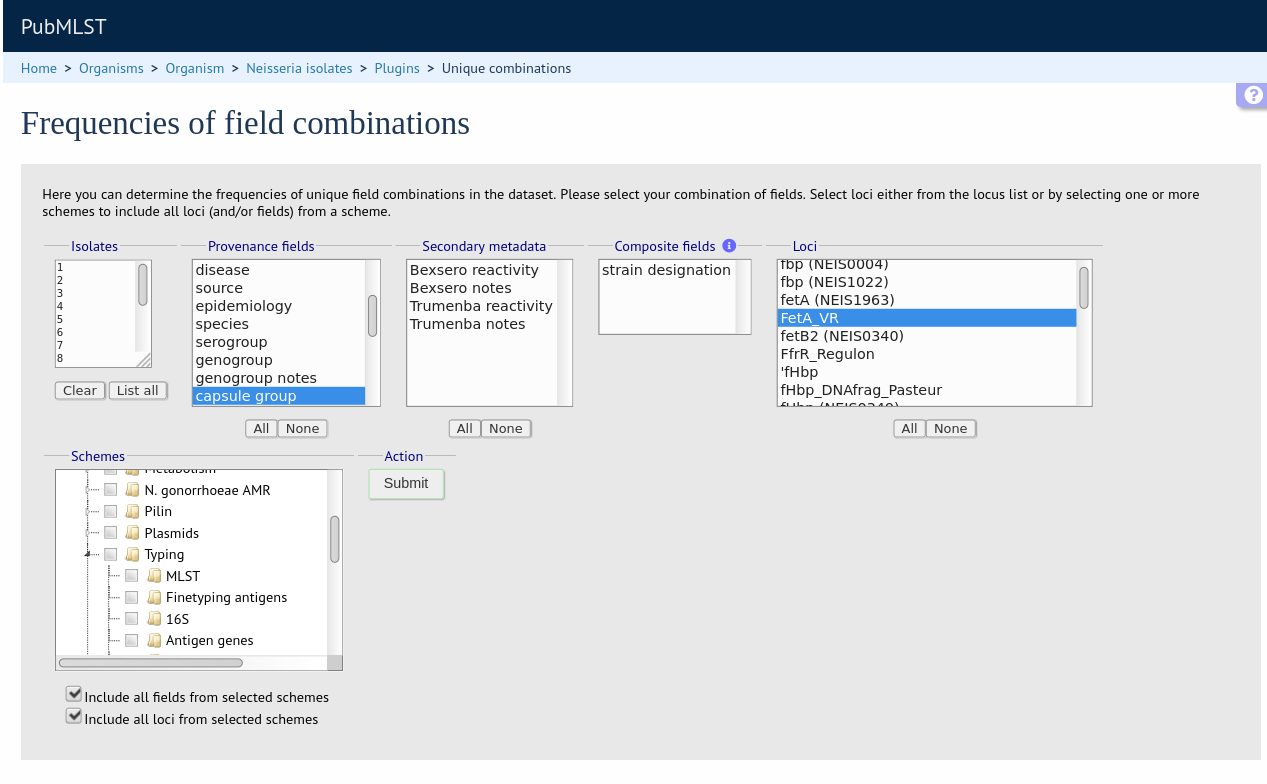 PubMLST
Home > Organisms > Organism > Neisseria isolates > Plugins > Unique combinations
?
Frequencies of field combinations
Here you can determine the frequencies of unique field combinations in the dataset. Please select your combination of fields. Select loci either from the locus list or by selecting one or more
schemes to include all loci (and/or fields) from a scheme.
Isolates
1
2
3
4
5
6
7
8
Clear List all
Provenance fields
disease
source
epidemiology
species
serogroup
genogroup
genogroup notes
capsule group
All None
Secondary metadata
Bexsero reactivity
Bexsero notes
Trumenba reactivity
Trumenba notes
All None
Composite fields i
strain designation
Loci
fbp (NEIS0004)
fbp (NEIS1022)
fetA (NEIS1963)
FetA_VR
fetB2 (NEIS0340)
FfrR_Regulon
'fHbp
fHbp_DNAfrag_Pasteur
fHbp (NEIS0349)
All None
Schemes
Metabolism
N. gonorrhoeae AMR
Pilin
Plasmids
Typing
MLST
Finetyping antigens
16S
Antigen genes
Include all fields from selected schemes
Include all loci from selected schemes
Action
Submit